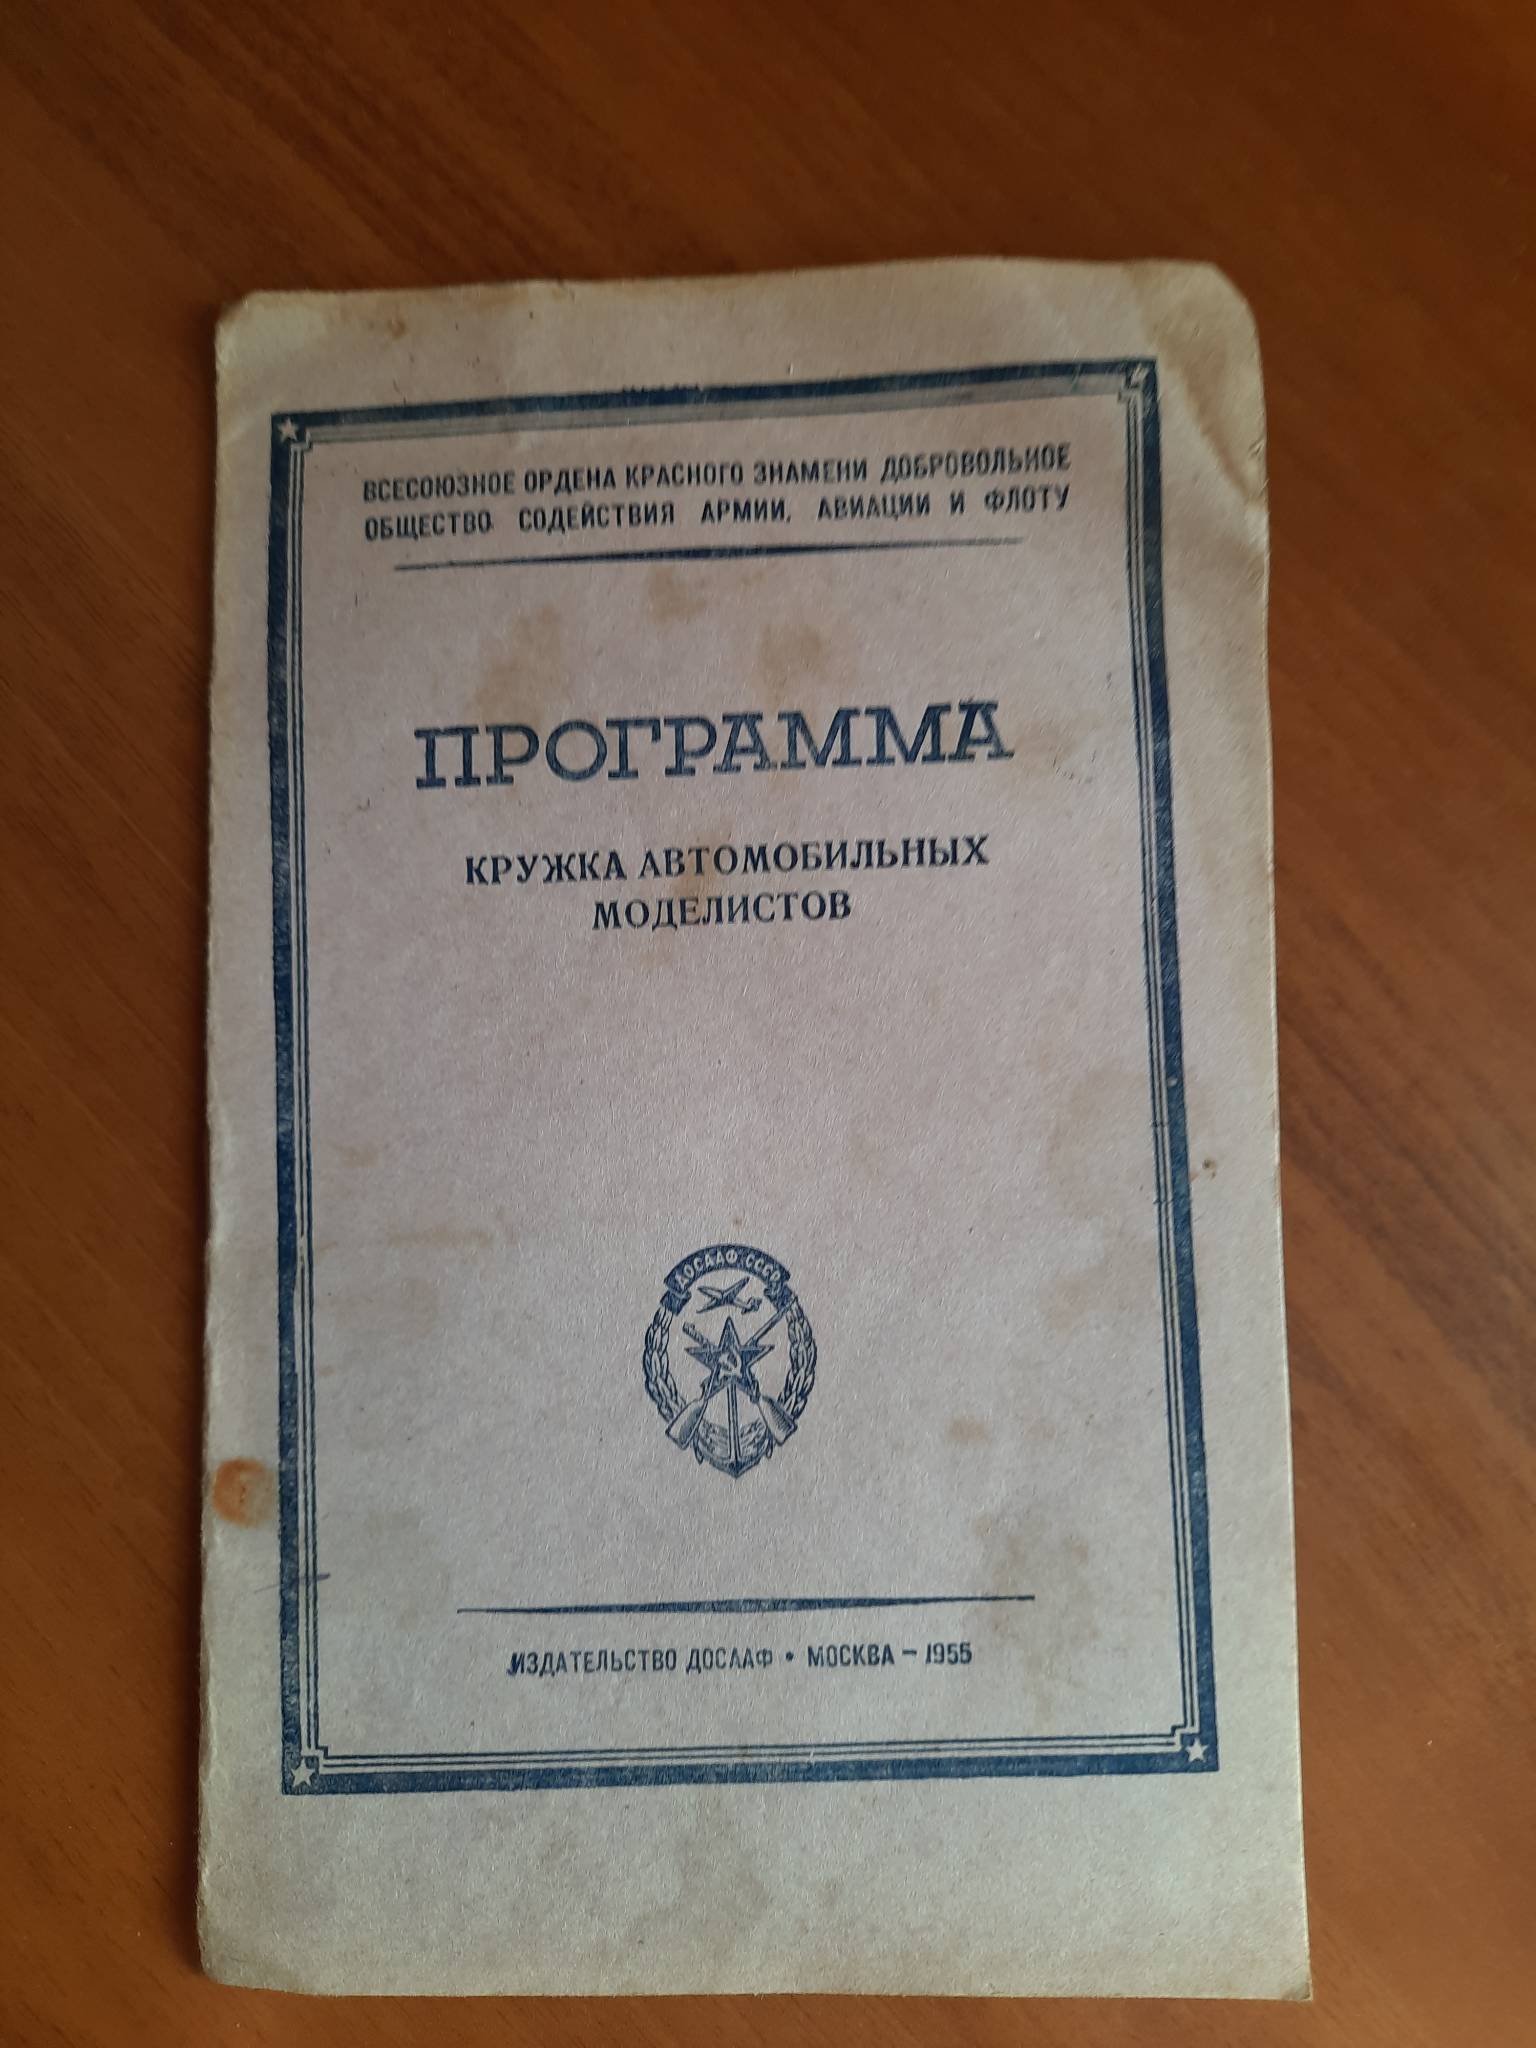 ВСЕСОЮЗНОЕ ОРДЕНА КРАСНОГО ЗНАМЕНИ ДОБРОВОЛЬНОЕ
ОБЩЕСТВО СОДЕЙСТВИЯ АРМИИ, АВИАЦИИ И ФЛОТУ
ПРОГРАММА
КРУЖКА АВТОМОБИЛЬНЫХ
МОДЕЛИСТОВ
ДОСААФ СССР
ИЗДАТЕЛЬСТВО ДОСААФ • МОСКВА – 1955